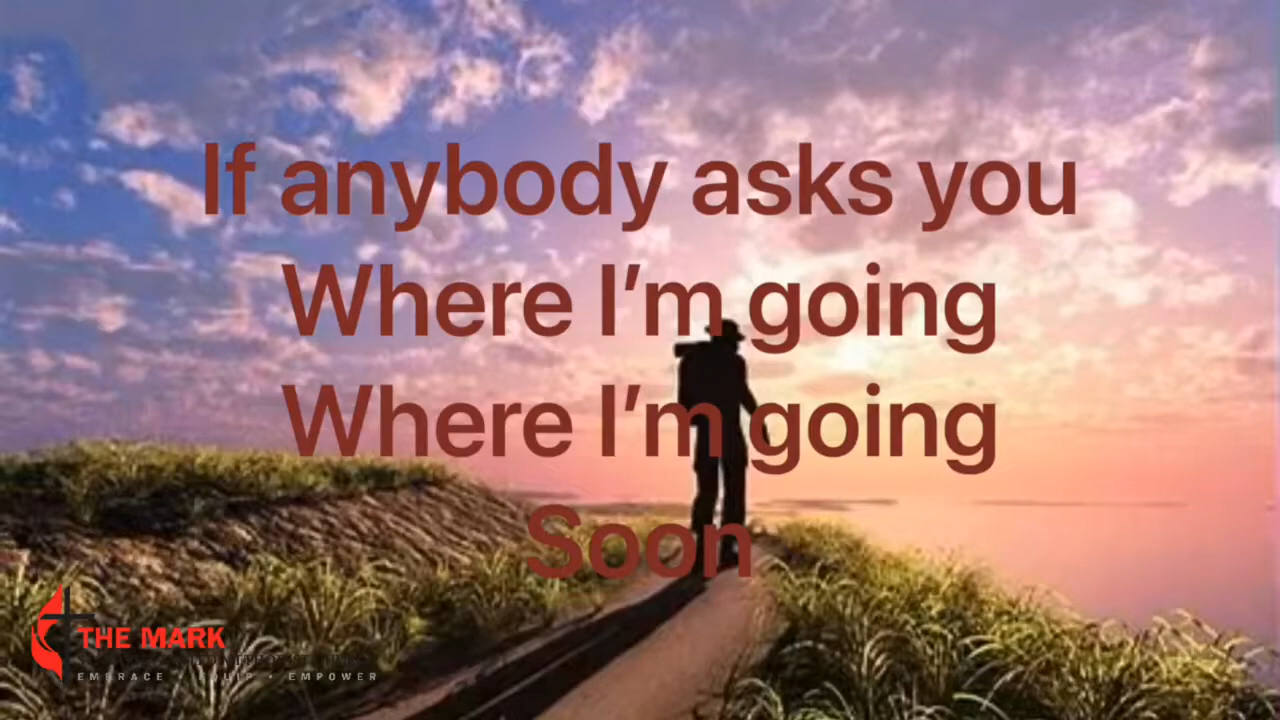 If anybody asks you
Where I’m going
Where I’m going
Soon
THE MARK
EMBRACE • EQUIP • EMPOWER